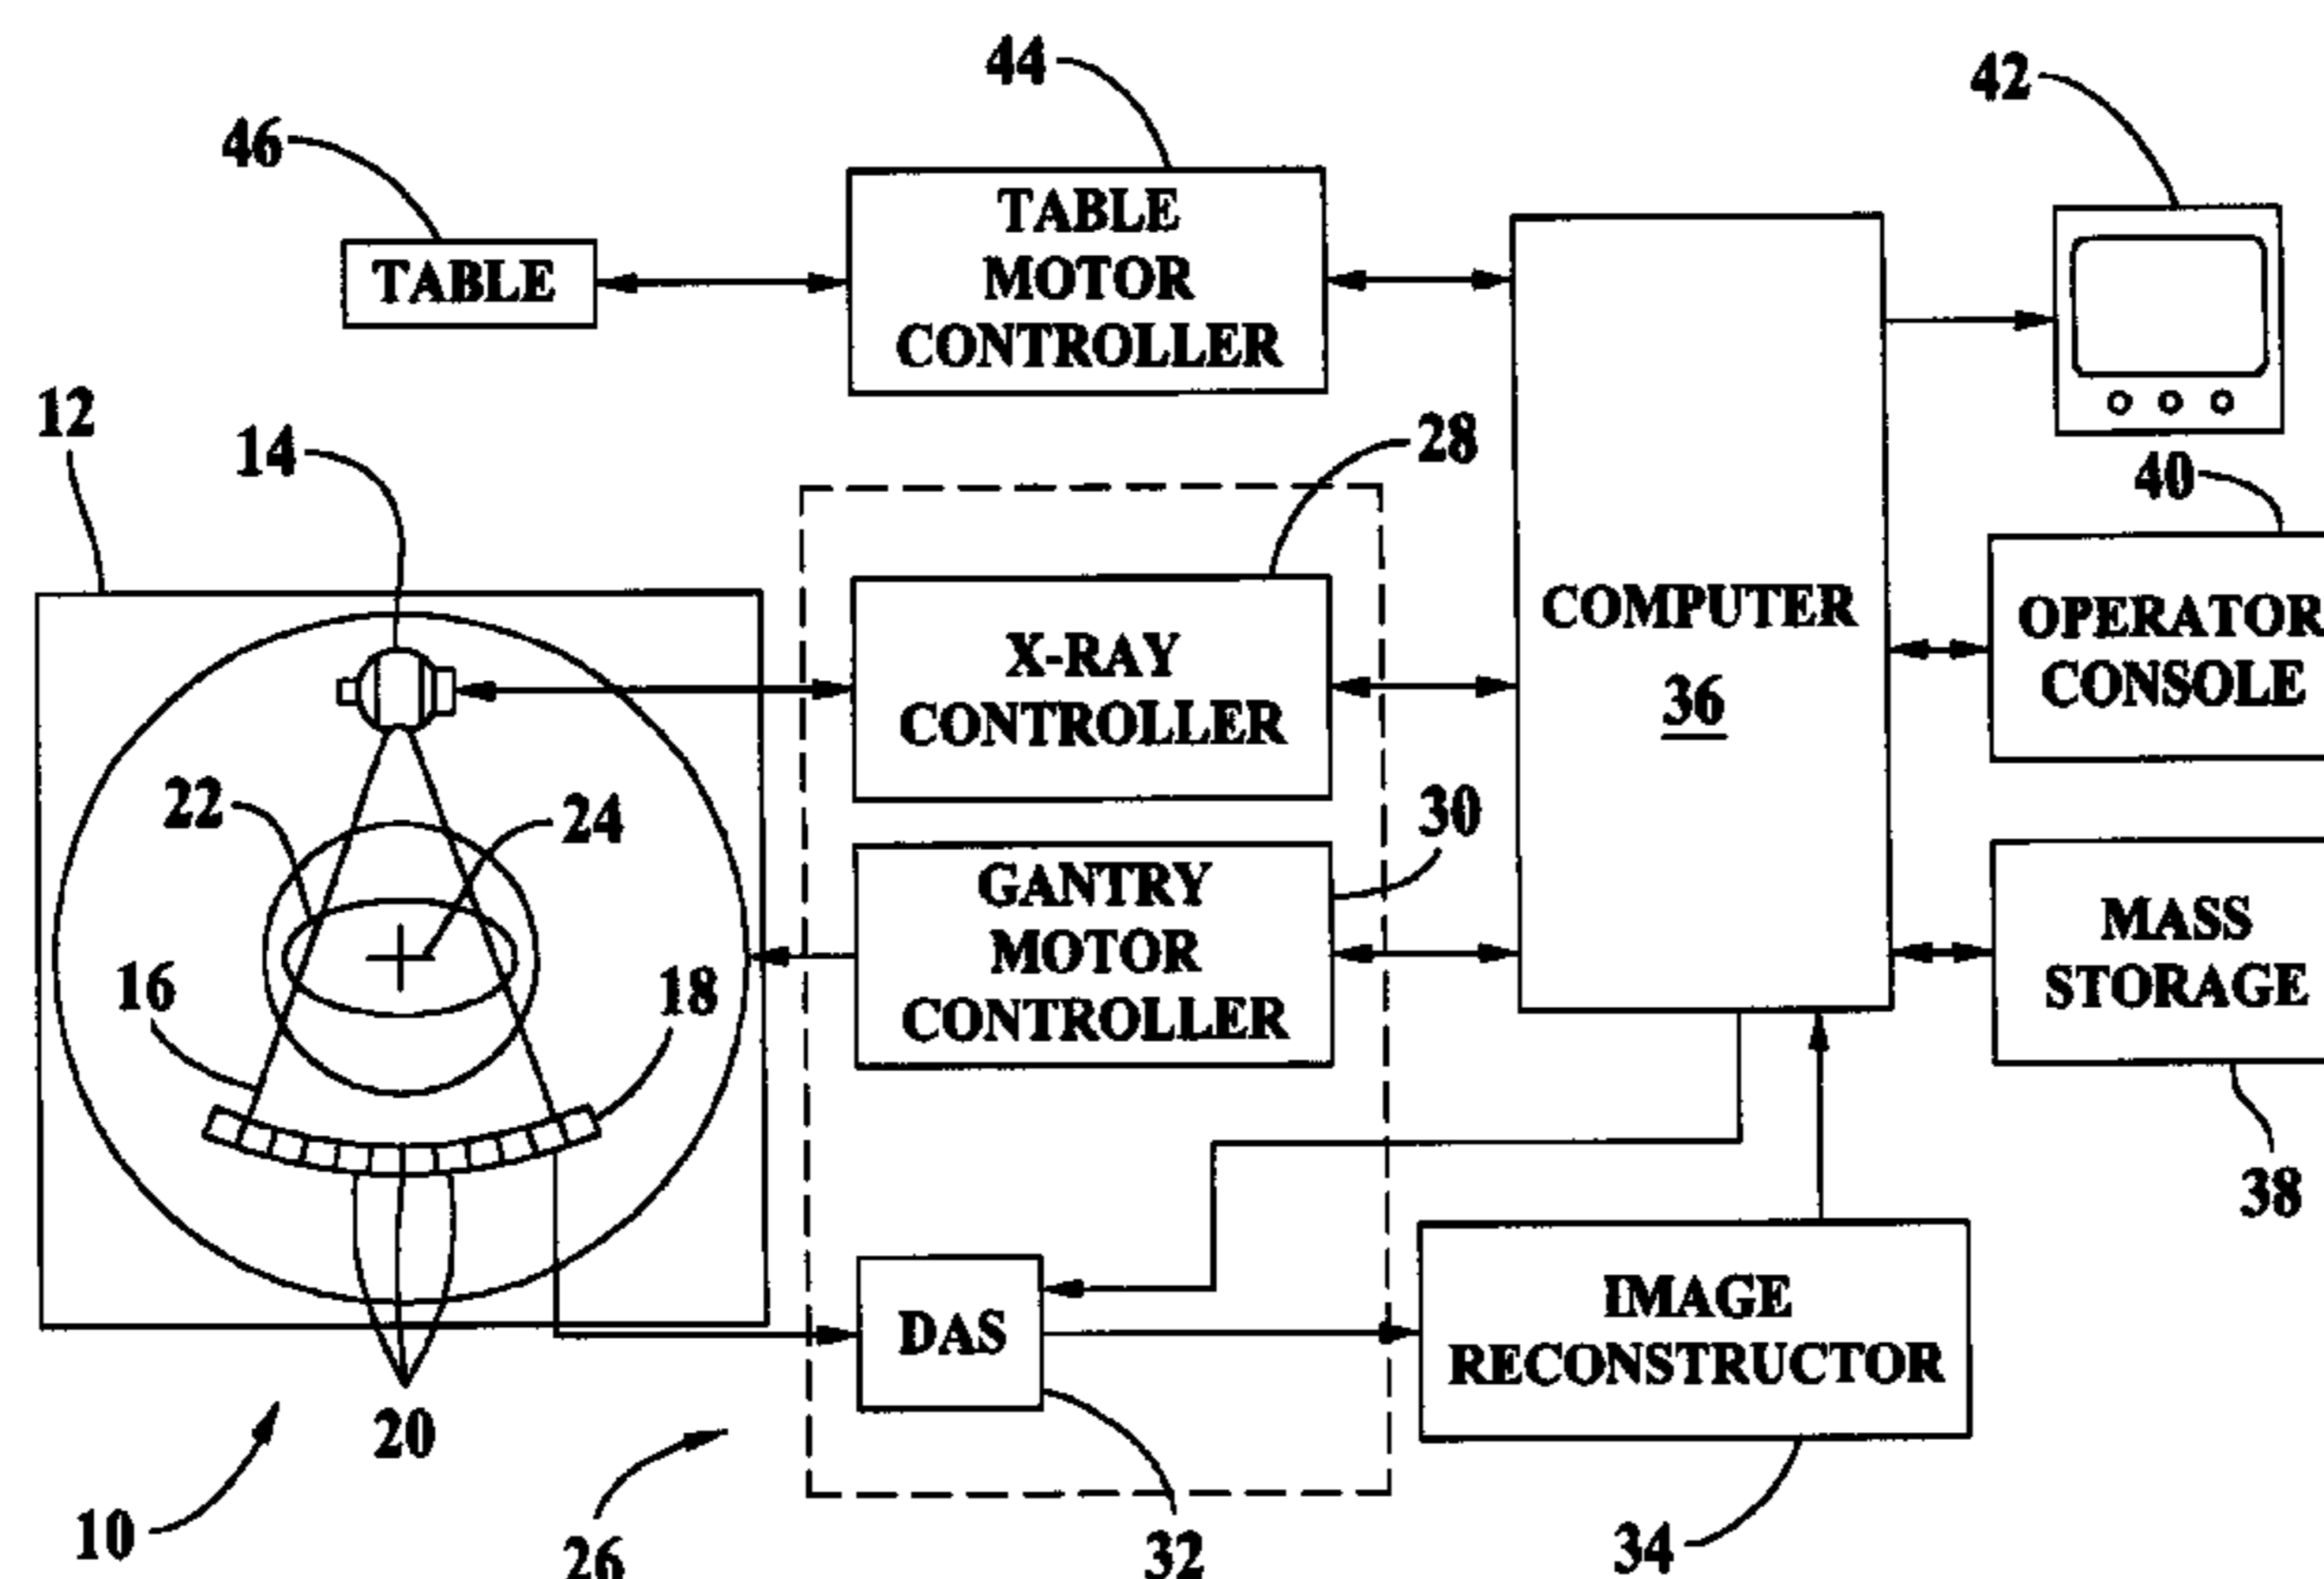 44
42
46
TABLE
MOTOR
CONTROLLER
TABLE
12
14
28
40
COMPUTER
36
X-RAY
CONTROLLER
OPERATOR
CONSOLE
22
24
30
GANTRY
MOTOR
CONTROLLER
MASS
STORAGE
16
18
38
DAS
IMAGE
RECONSTRUCTOR
20
10
26
32
34